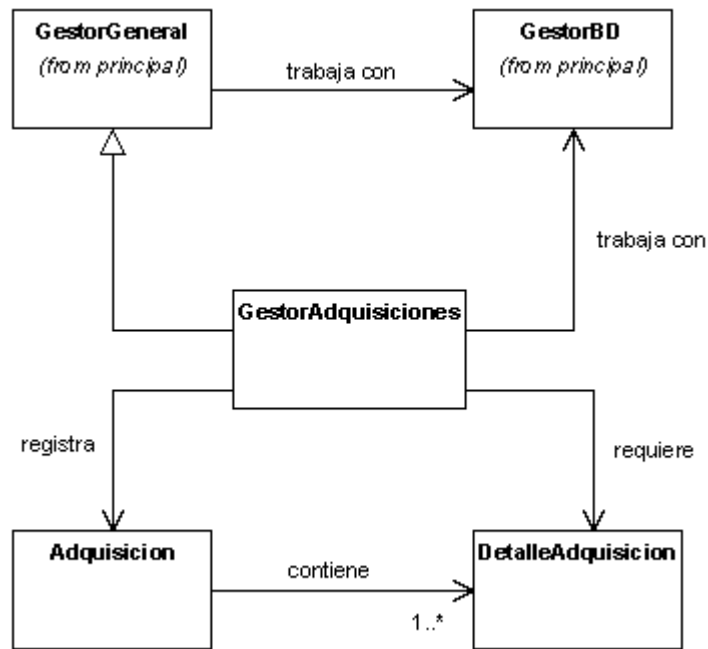 GestorGeneral
(from principal)
GestorBD
(from principal)
trabaja con
trabaja con
GestorAdquisiciones
registra
requiere
Adquisicion
contiene
1..*
DetalleAdquisicion